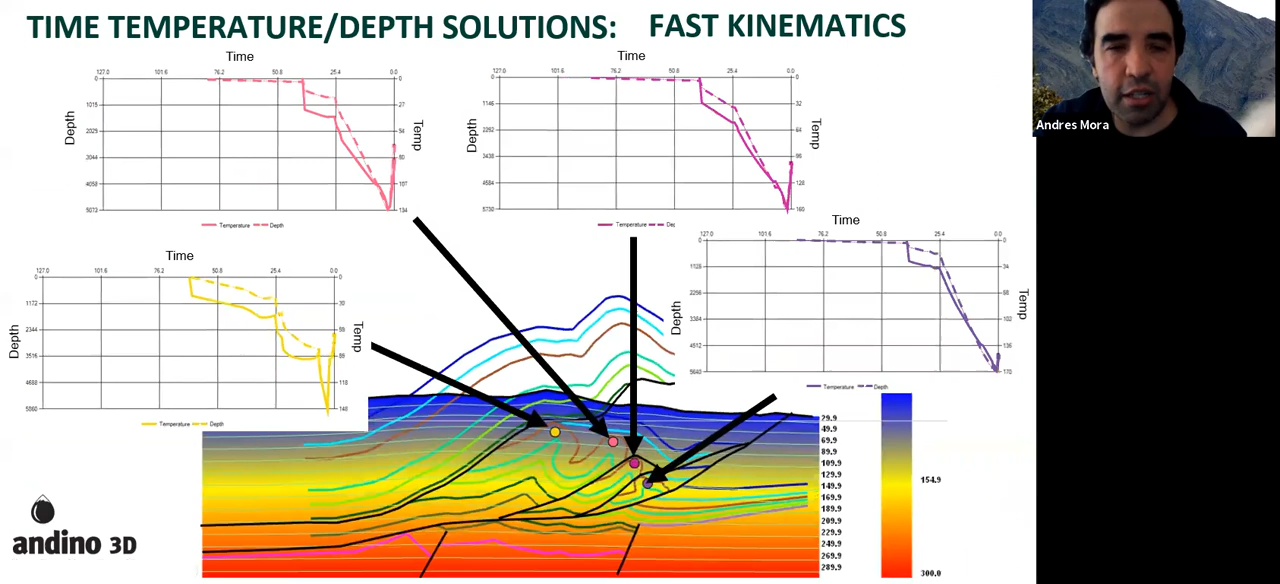 TIME TEMPERATURE/DEPTH SOLUTIONS: FAST KINEMATICS
Andres Mora
Time
127.0 101.6 76.2 50.8 25.4 0.0
Depth
0
1015
2025
3044
4058
5072
0
27
54
80
107
134
Temp
Temperature Depth
Time
127.0 101.6 76.2 50.8 25.4 0.0
Depth
0
1146
2292
3438
4584
5730
0
32
64
96
128
160
Temp
Temperature Dep
Time
127.0 101.6 76.2 50.8 25.4 0.0
Depth
0
1128
2256
3384
4512
5640
0
34
68
102
136
170
Temp
Temperature Depth
Time
127.0 101.6 76.2 50.8 25.4 0.0
Depth
0
1172
2344
3516
4688
5860
0
30
Temp
148
Temperature Depth
29.9
49.9
69.9
89.9
109.9
129.9
149.9
169.9
189.9
209.9
229.9
249.9
269.9
289.9
154.9
300.0
andino 3D